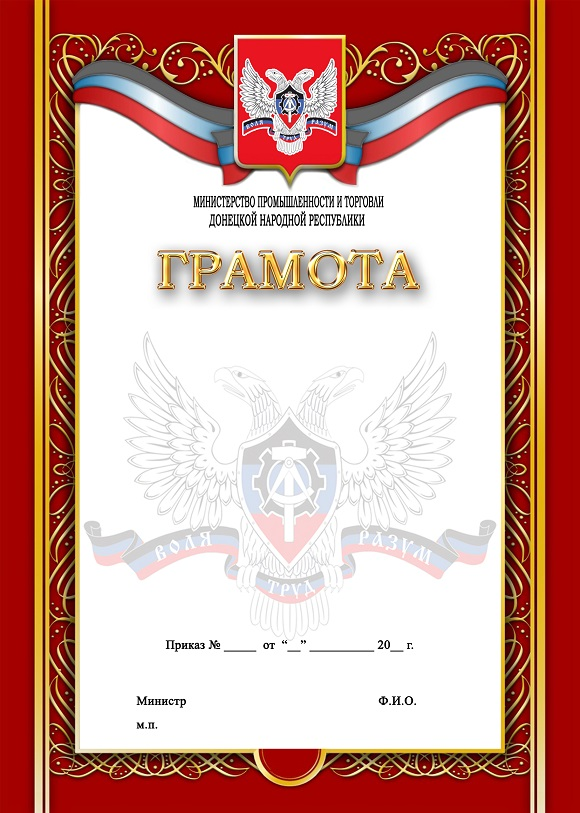 ВОЛЯ ТРУД РАЗУМ
МИНИСТЕРСТВО ПРОМЫШЛЕННОСТИ И ТОРГОВЛИ
ДОНЕЦКОЙ НАРОДНОЙ РЕСПУБЛИКИ
ГРАМОТА
ВОЛЯ ТРУД РАЗУМ
Приказ № _____ от “__” __________ 20__ г.
Министр Ф.И.О.
м.п.